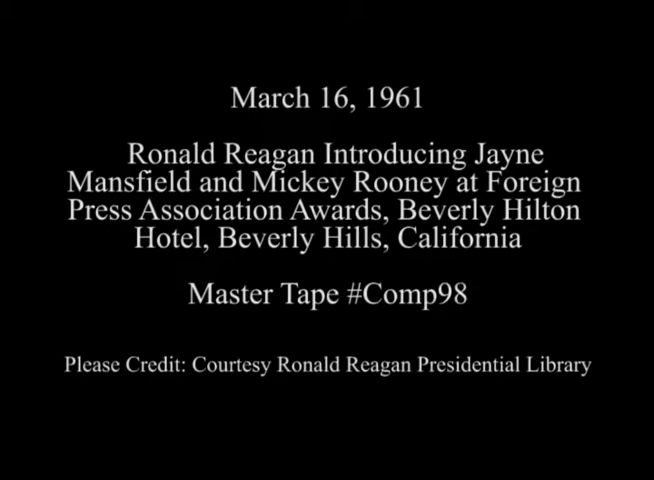 March 16, 1961
Ronald Reagan Introducing Jayne
Mansfield and Mickey Rooney at Foreign
Press Association Awards, Beverly Hilton
Hotel, Beverly Hills, California
Master Tape #Comp98
Please Credit: Courtesy Ronald Reagan Presidential Library